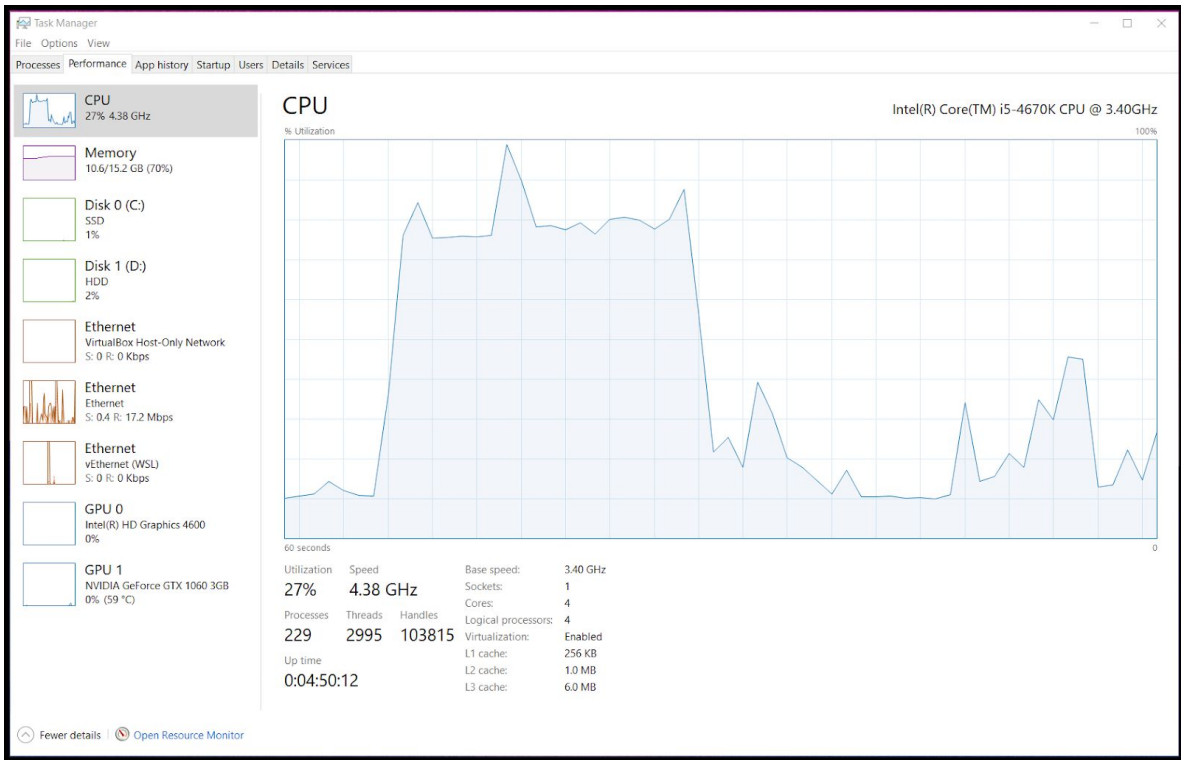 Task Manager
File Options View
Processes Performance App history Startup Users Details Services
CPU
27% 4.38 GHz
Memory
10.6/15.2 GB (70%)
Disk 0 (C:)
SSD
1%
Disk 1 (D:)
HDD
2%
Ethernet
VirtualBox Host-Only Network
S: 0 R: 0 Kbps
Ethernet
Ethernet
S: 0.4 R: 17.2 Mbps
Ethernet
vEthernet (WSL)
S: 0 R: 0 Kbps
GPU 0
Intel(R) HD Graphics 4600
0%
GPU 1
NVIDIA GeForce GTX 1060 3GB
0% (59 °C)
CPU Intel(R) Core(TM) i5-4670K CPU @ 3.40GHz
% Utilization 100%
60 seconds 0
Utilization Speed
27% 4.38 GHz
Processes Threads Handles
229 2995 103815
Up time
0:04:50:12
Base speed: 3.40 GHz
Sockets: 1
Cores: 4
Logical processors: 4
Virtualization: Enabled
L1 cache: 256 KB
L2 cache: 1.0 MB
L3 cache: 6.0 MB
Fewer details Open Resource Monitor